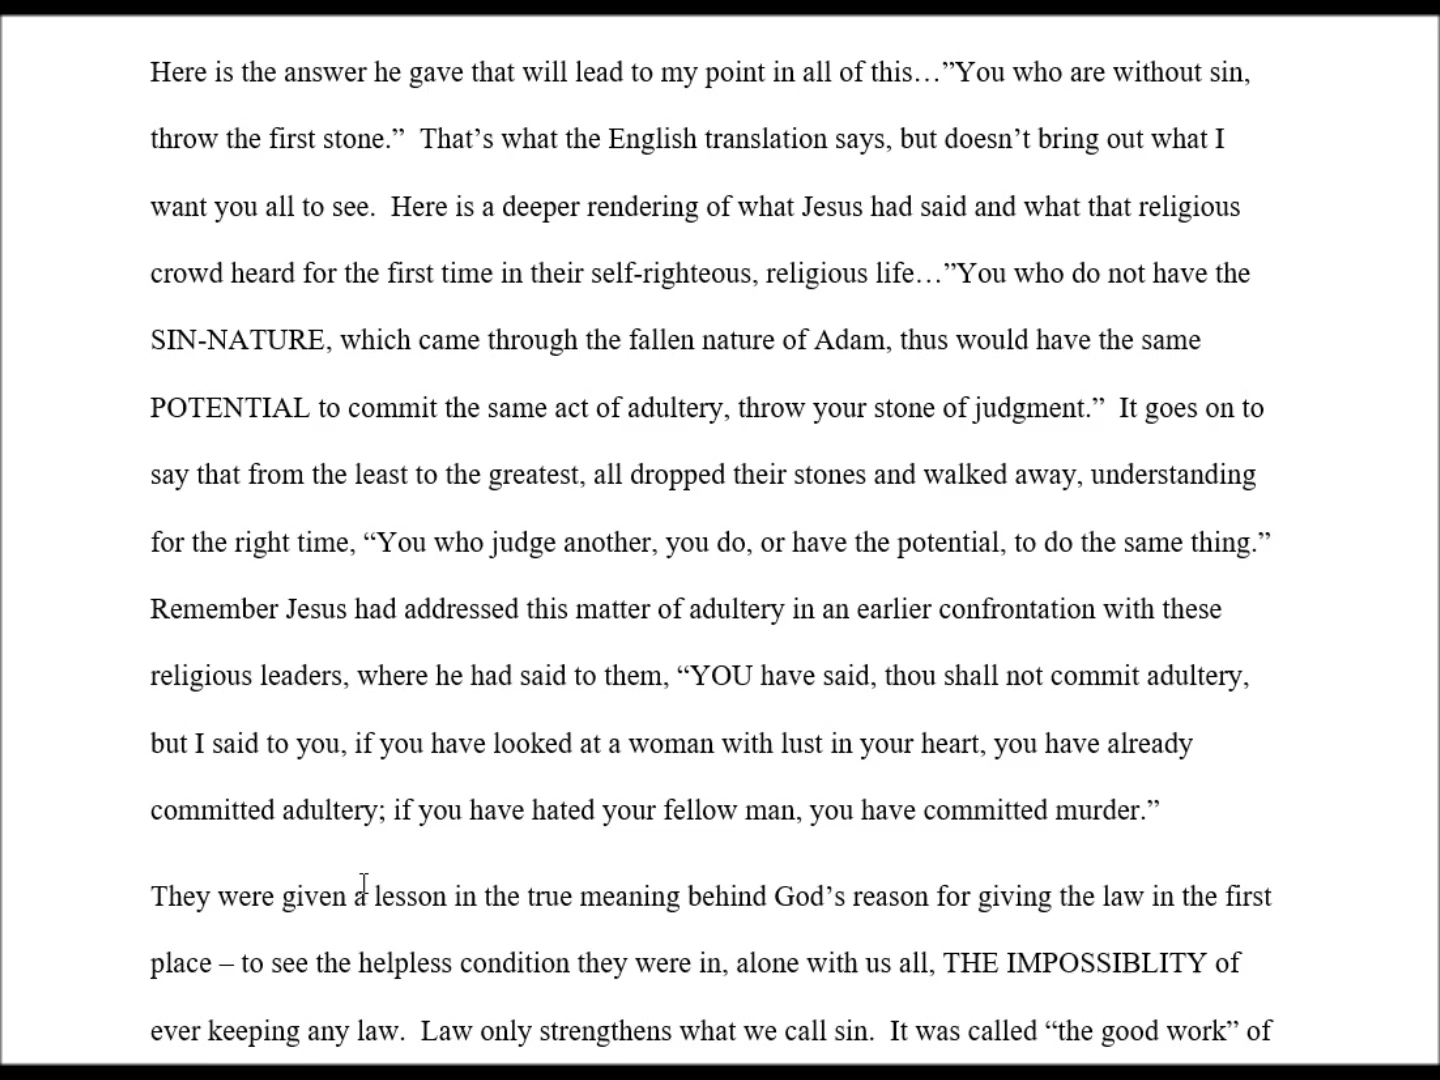 Here is the answer he gave that will lead to my point in all of this…”You who are without sin,
throw the first stone.”  That’s what the English translation says, but doesn’t bring out what I
want you all to see.  Here is a deeper rendering of what Jesus had said and what that religious
crowd heard for the first time in their self-righteous, religious life…”You who do not have the
SIN-NATURE, which came through the fallen nature of Adam, thus would have the same
POTENTIAL to commit the same act of adultery, throw your stone of judgment.”  It goes on to
say that from the least to the greatest, all dropped their stones and walked away, understanding
for the right time, “You who judge another, you do, or have the potential, to do the same thing.”
Remember Jesus had addressed this matter of adultery in an earlier confrontation with these
religious leaders, where he had said to them, “YOU have said, thou shall not commit adultery,
but I said to you, if you have looked at a woman with lust in your heart, you have already
committed adultery; if you have hated your fellow man, you have committed murder.”
They were given a lesson in the true meaning behind God’s reason for giving the law in the first
place – to see the helpless condition they were in, alone with us all, THE IMPOSSIBLITY of
ever keeping any law.  Law only strengthens what we call sin.  It was called “the good work” of